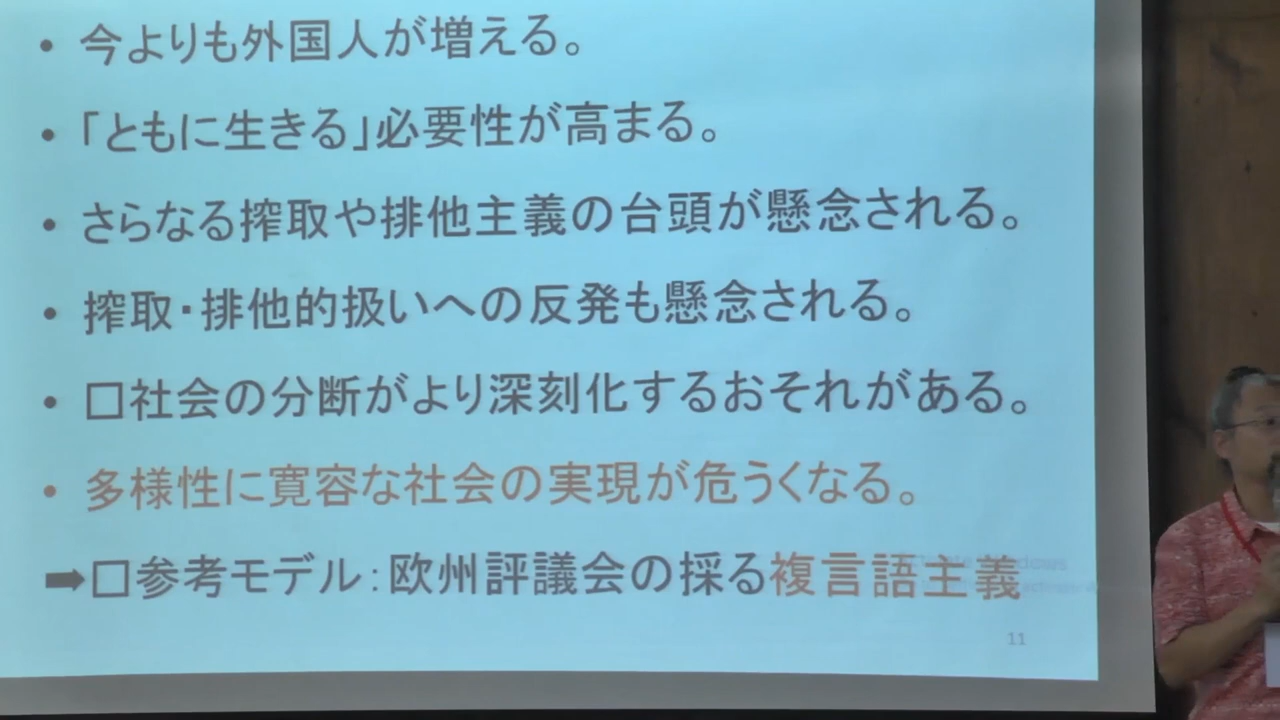 • 今よりも外国人が増える。
• 「ともに生きる」必要性が高まる。
• さらなる搾取や排他主義の台頭が懸念される。
• 搾取・排他的扱いへの反発も懸念される。
• □社会の分断がより深刻化するおそれがある。
• 多様性に寛容な社会の実現が危うくなる。
➡□参考モデル:欧州評議会の採る複言語主義
11